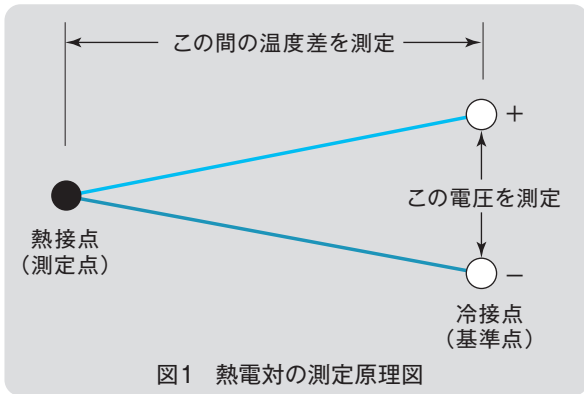 この間の温度差を測定
+
この電圧を測定
熱接点
(測定点)
−
冷接点
(基準点)
図1 熱電対の測定原理図